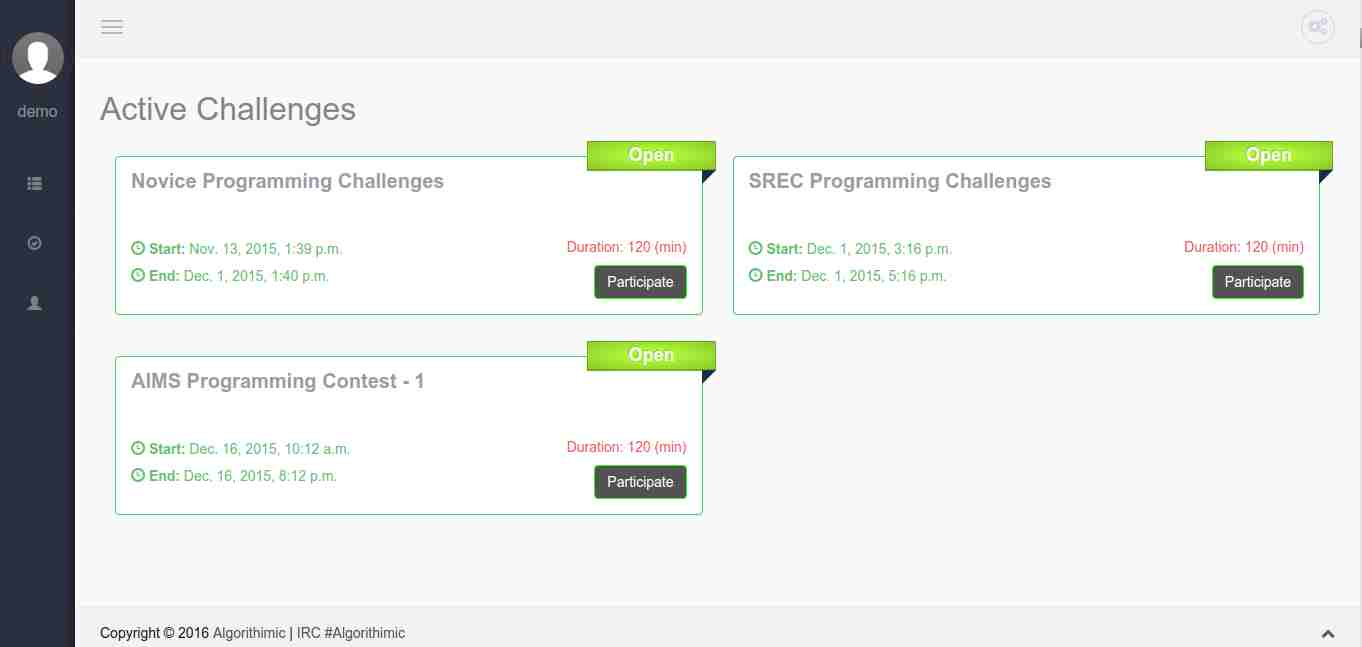 demo
Active Challenges
Open
Novice Programming Challenges
Start: Nov. 13, 2015, 1:39 p.m.
Duration: 120 (min)
End: Dec. 1, 2015, 1:40 p.m.
Participate
Open
SREC Programming Challenges
Start: Dec. 1, 2015, 3:16 p.m.
Duration: 120 (min)
End: Dec. 1, 2015, 5:16 p.m.
Participate
Open
AIMS Programming Contest - 1
Start: Dec. 16, 2015, 10:12 a.m.
Duration: 120 (min)
End: Dec. 16, 2015, 8:12 p.m.
Participate
Copyright © 2016 Algorithimic | IRC #Algorithimic